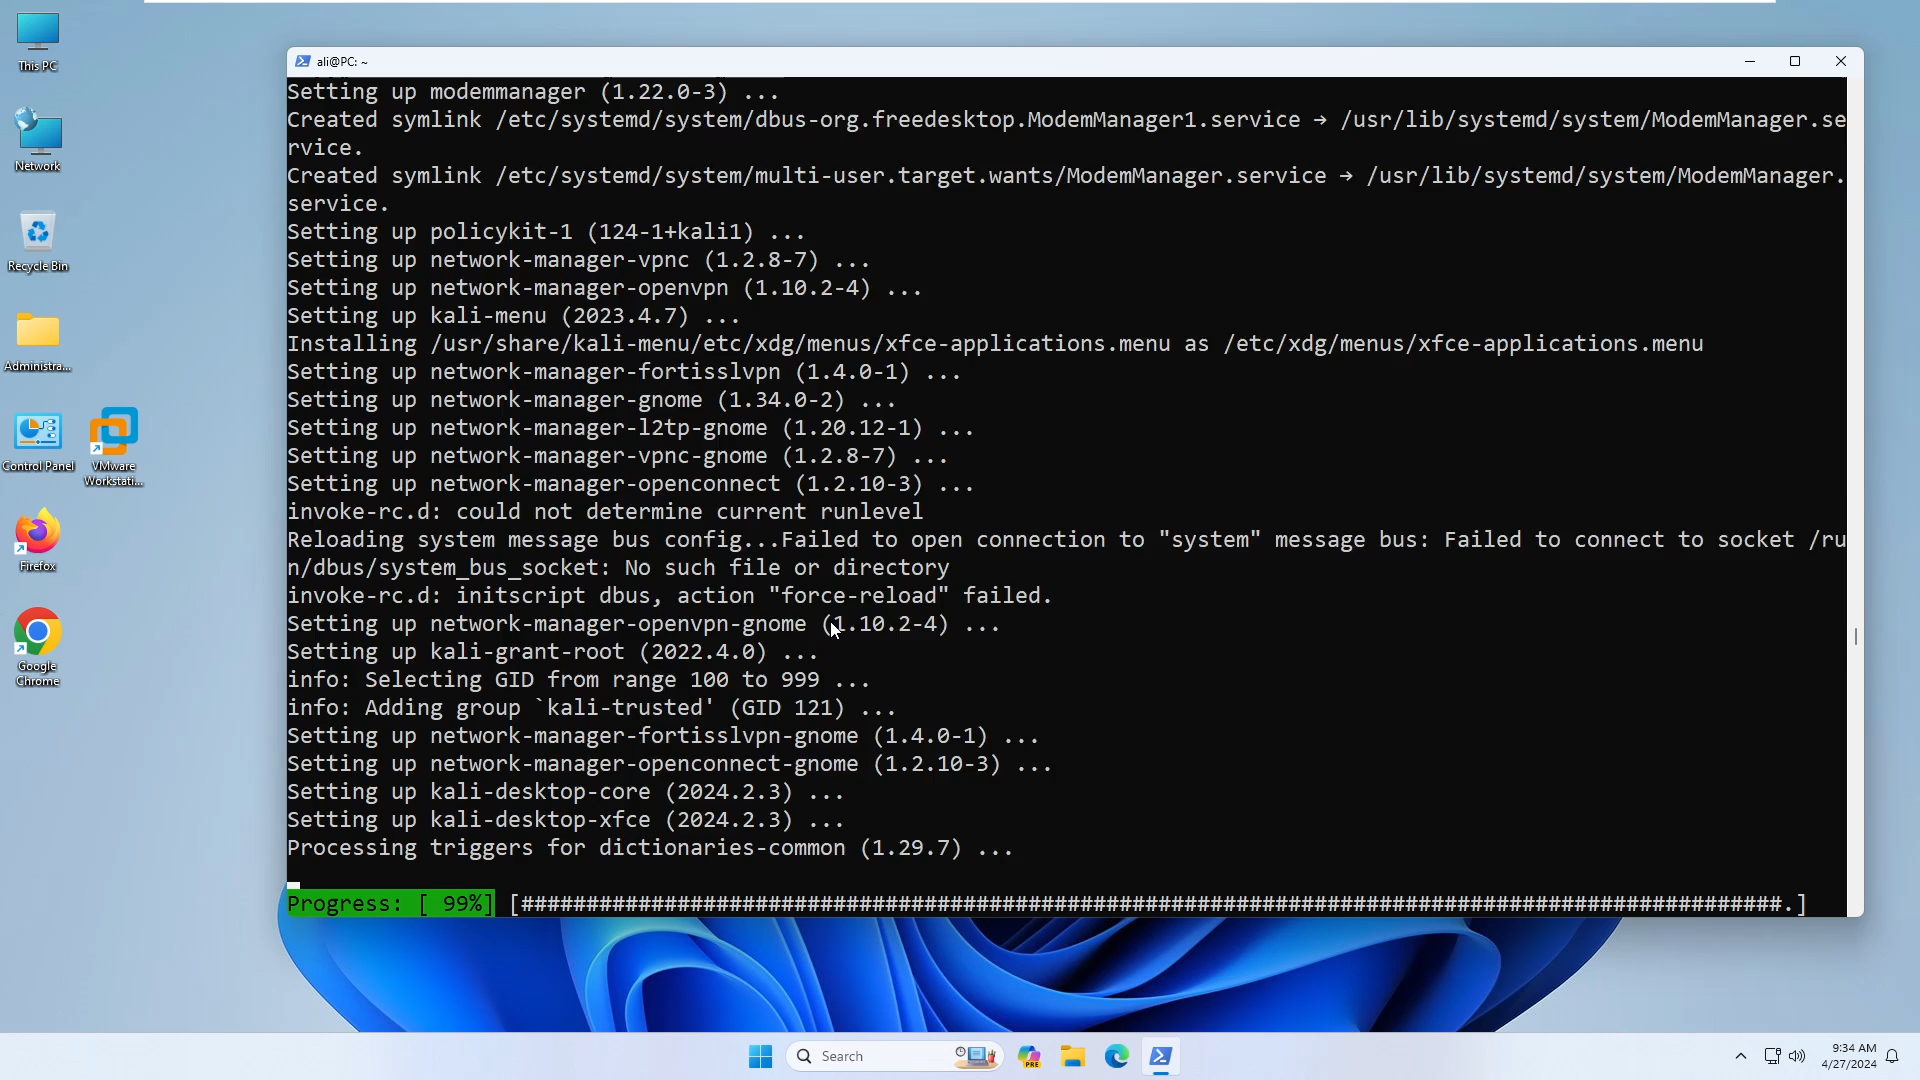 This PC
Network
Recycle Bin
Administra...
Control Panel
VMware
Workstati...
Firefox
Google
Chrome
ali@PC: ~
Setting up modemmanager (1.22.0-3) ...
Created symlink /etc/systemd/system/dbus-org.freedesktop.ModemManager1.service → /usr/lib/systemd/system/ModemManager.se
rvice.
Created symlink /etc/systemd/system/multi-user.target.wants/ModemManager.service → /usr/lib/systemd/system/ModemManager.
service.
Setting up policykit-1 (124-1+kali1) ...
Setting up network-manager-vpnc (1.2.8-7) ...
Setting up network-manager-openvpn (1.10.2-4) ...
Setting up kali-menu (2023.4.7) ...
Installing /usr/share/kali-menu/etc/xdg/menus/xfce-applications.menu as /etc/xdg/menus/xfce-applications.menu
Setting up network-manager-fortisslvpn (1.4.0-1) ...
Setting up network-manager-gnome (1.34.0-2) ...
Setting up network-manager-l2tp-gnome (1.20.12-1) ...
Setting up network-manager-vpnc-gnome (1.2.8-7) ...
Setting up network-manager-openconnect (1.2.10-3) ...
invoke-rc.d: could not determine current runlevel
Reloading system message bus config...Failed to open connection to "system" message bus: Failed to connect to socket /ru
n/dbus/system_bus_socket: No such file or directory
invoke-rc.d: initscript dbus, action "force-reload" failed.
Setting up network-manager-openvpn-gnome (1.10.2-4) ...
Setting up kali-grant-root (2022.4.0) ...
info: Selecting GID from range 100 to 999 ...
info: Adding group `kali-trusted' (GID 121) ...
Setting up network-manager-fortisslvpn-gnome (1.4.0-1) ...
Setting up network-manager-openconnect-gnome (1.2.10-3) ...
Setting up kali-desktop-core (2024.2.3) ...
Setting up kali-desktop-xfce (2024.2.3) ...
Processing triggers for dictionaries-common (1.29.7) ...
Progress: [ 99%] [#################################################################################################.]
Search
PRE
9:34 AM
4/27/2024